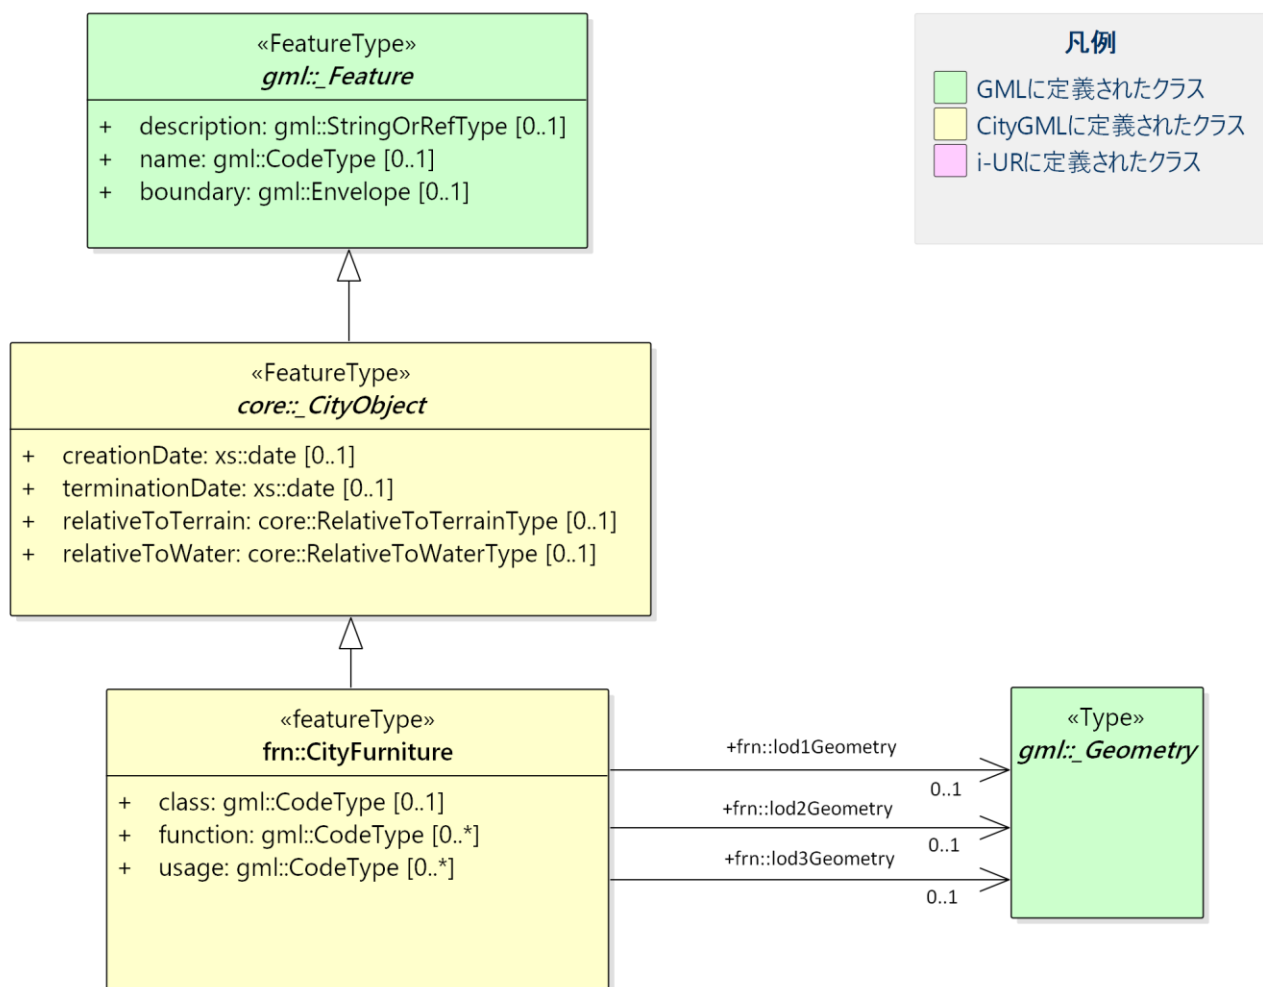 «FeatureType»
gml::_Feature
+ description: gml::StringOrRefType [0..1]
+ name: gml::CodeType [0..1]
+ boundary: gml::Envelope [0..1]
凡例
GMLに定義されたクラス
CityGMLに定義されたクラス
i-URに定義されたクラス
«FeatureType»
core::_CityObject
+ creationDate: xs::date [0..1]
+ terminationDate: xs::date [0..1]
+ relativeToTerrain: core::RelativeToTerrainType [0..1]
+ relativeToWater: core::RelativeToWaterType [0..1]
«featureType»
frn::CityFurniture
+ class: gml::CodeType [0..1]
+ function: gml::CodeType [0..*]
+ usage: gml::CodeType [0..*]
+frn::lod1Geometry
0..1
+frn::lod2Geometry
0..1
+frn::lod3Geometry
0..1
«Type»
gml::_Geometry